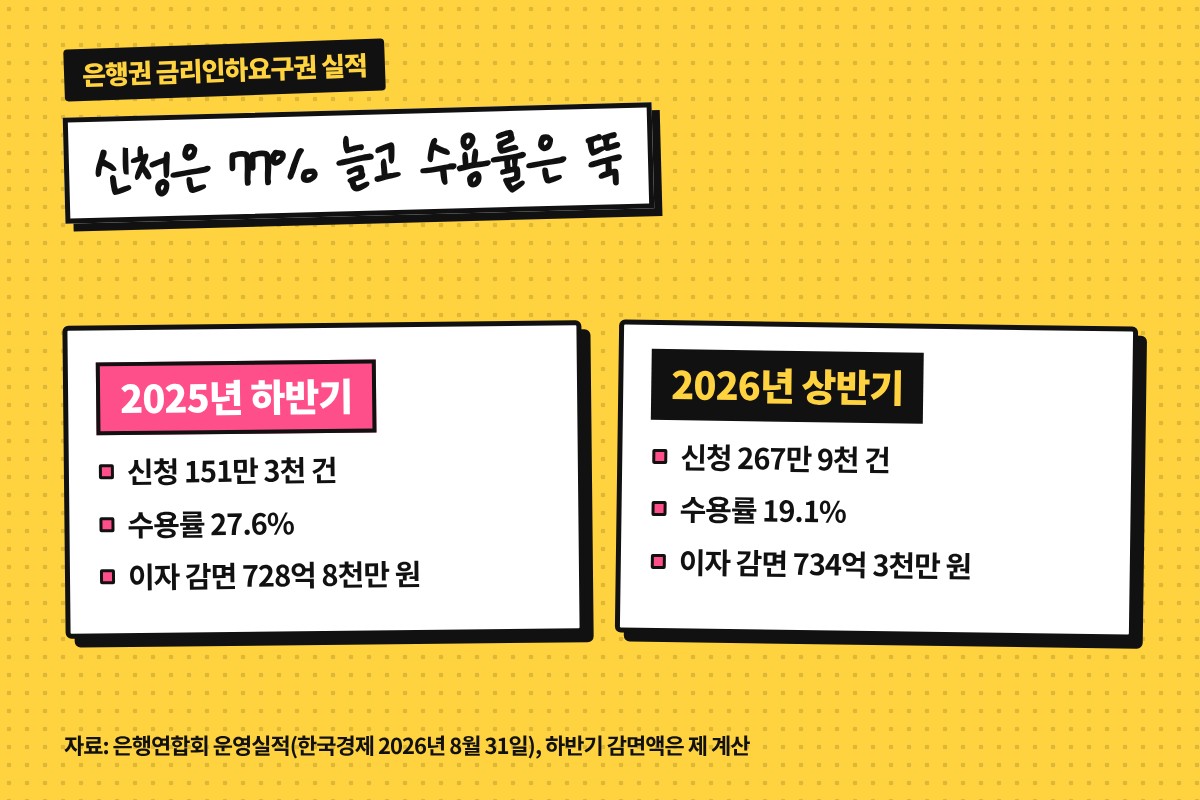 은행권 금리인하요구권 실적
신청은 77% 늘고 수용률은 뚝
2025년 하반기
신청 151만 3천 건
수용률 27.6%
이자 감면 728억 8천만 원
2026년 상반기
신청 267만 9천 건
수용률 19.1%
이자 감면 734억 3천만 원
자료: 은행연합회 운영실적(한국경제 2026년 8월 31일), 하반기 감면액은 제 계산